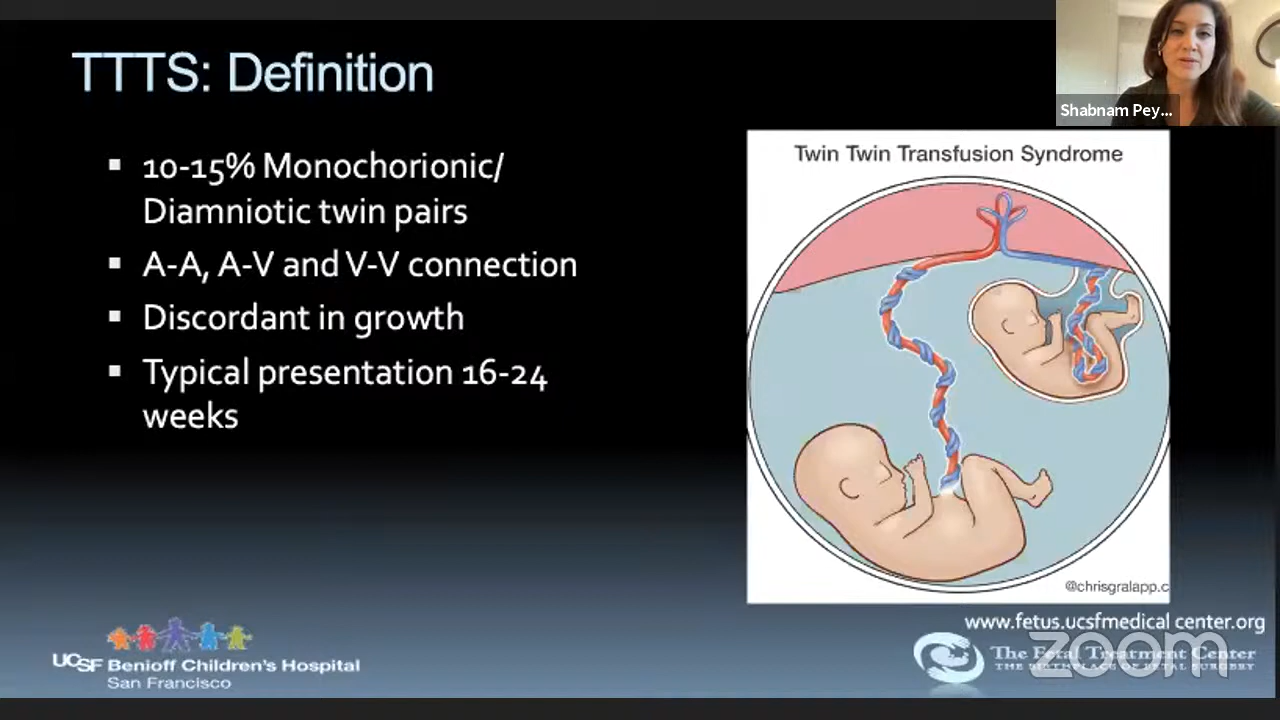 TTTS: Definition
10-15% Monochorionic/
Diamniotic twin pairs
A-A, A-V and V-V connection
Discordant in growth
Typical presentation 16-24
weeks
Shabnam Pey...
Twin Twin Transfusion Syndrome
@chrisgralapp.c
www.fetus.ucsfmedical center.org
UCSF Benioff Children's Hospital
San Francisco
The Fetal Treatment Center
THE BIRTHPLACE OF FETAL SURGERY
zoom